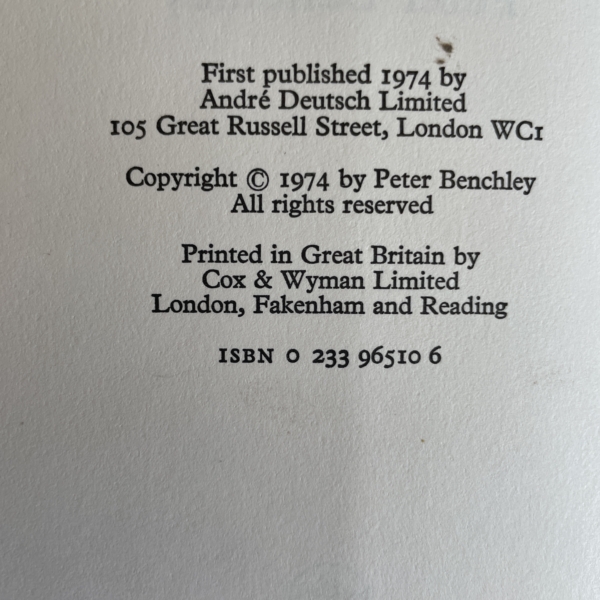 First published 1974 by
André Deutsch Limited
105 Great Russell Street, London WC1
Copyright © 1974 by Peter Benchley
All rights reserved
Printed in Great Britain by
Cox & Wyman Limited
London, Fakenham and Reading
ISBN 0 233 96510 6